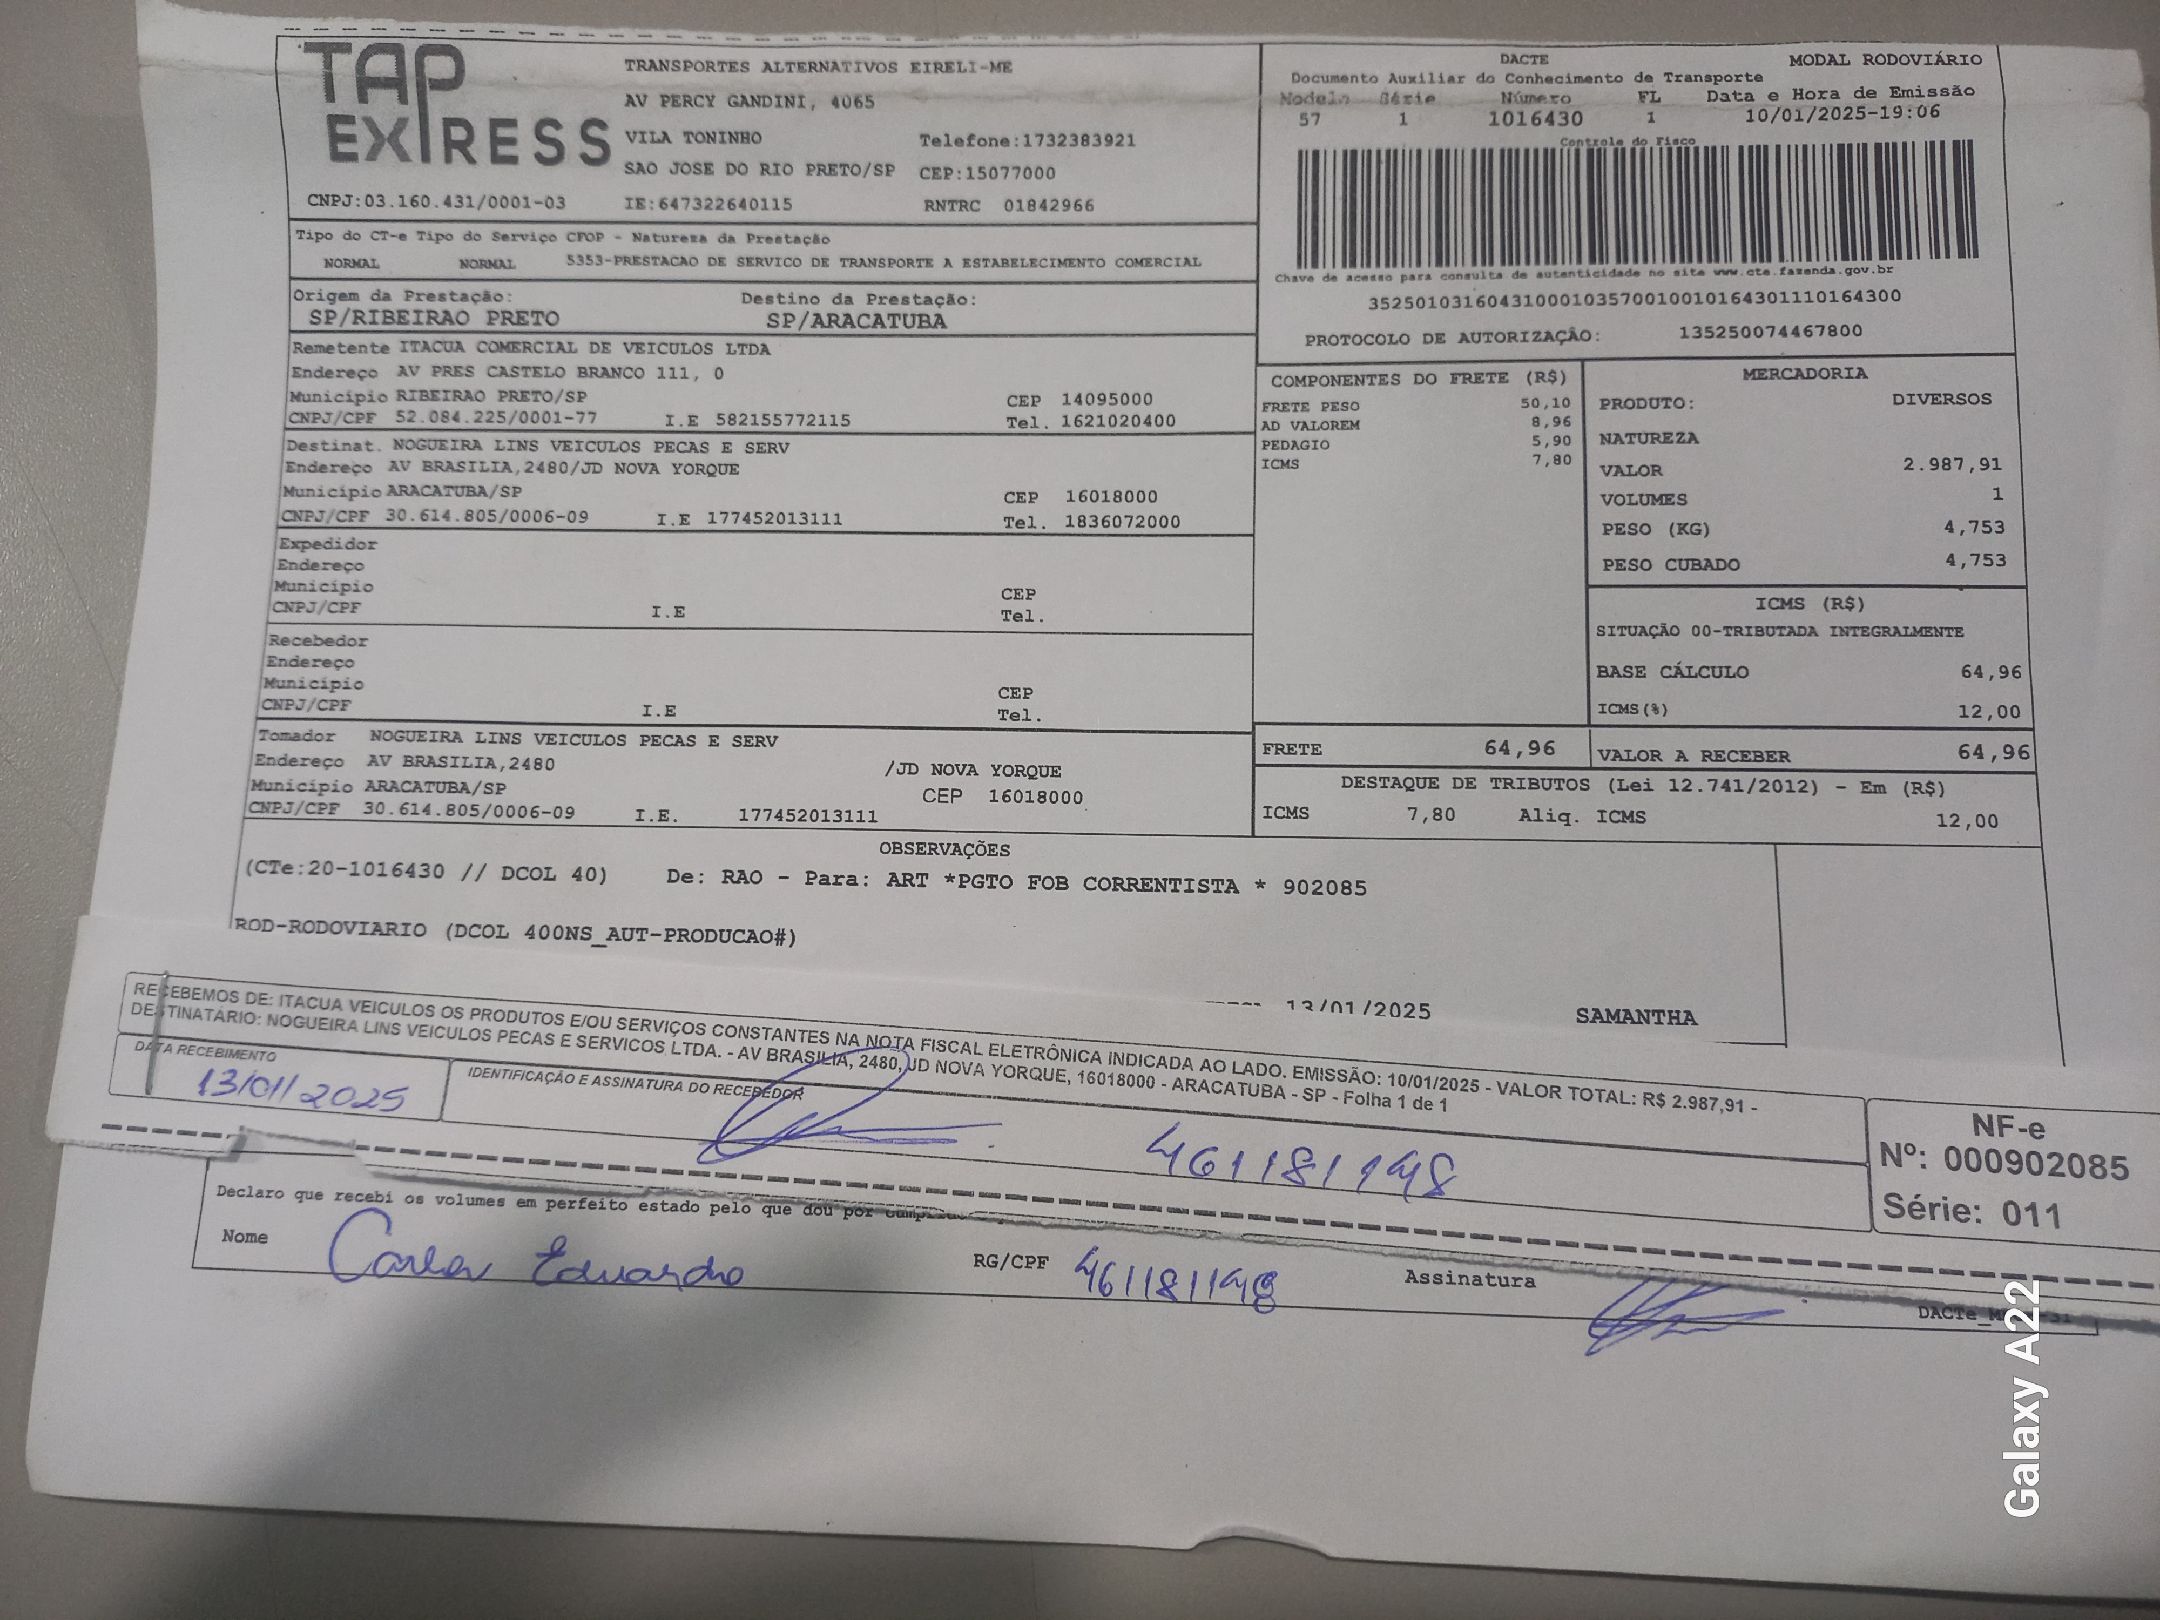 TAP EXPRESS
TRANSPORTES ALTERNATIVOS EIRELI-ME
AV PERCY GANDINI, 4065
VILA TONINHO Telefone:1732383921
SAO JOSE DO RIO PRETO/SP CEP:15077000
CNPJ:03.160.431/0001-03 IE:647322640115 RNTRC 01842966
DACTE MODAL RODOVIÁRIO
Documento Auxiliar do Conhecimento de Transporte
Modelo Série Número FL Data e Hora de Emissão
57 1 1016430 1 10/01/2025-19:06
Controle do Fisco
Chave de acesso para consulta de autenticidade no site www.cte.fazenda.gov.br
35250103160431000103570010010164301110164300
PROTOCOLO DE AUTORIZAÇÃO: 135250074467800
Tipo do CT-e Tipo do Serviço CFOP - Natureza da Prestação
NORMAL NORMAL 5353-PRESTACAO DE SERVICO DE TRANSPORTE A ESTABELECIMENTO COMERCIAL
Origem da Prestação: Destino da Prestação:
SP/RIBEIRAO PRETO SP/ARACATUBA
Remetente ITACUA COMERCIAL DE VEICULOS LTDA
Endereço AV PRES CASTELO BRANCO 111, 0
Município RIBEIRAO PRETO/SP CEP 14095000
CNPJ/CPF 52.084.225/0001-77 I.E 582155772115 Tel. 1621020400
Destinat. NOGUEIRA LINS VEICULOS PECAS E SERV
Endereço AV BRASILIA,2480/JD NOVA YORQUE
Município ARACATUBA/SP CEP 16018000
CNPJ/CPF 30.614.805/0006-09 I.E 177452013111 Tel. 1836072000
Expedidor
Endereço
Município CEP
CNPJ/CPF I.E Tel.
Recebedor
Endereço
Município CEP
CNPJ/CPF I.E Tel.
Tomador NOGUEIRA LINS VEICULOS PECAS E SERV
Endereço AV BRASILIA,2480 /JD NOVA YORQUE
Município ARACATUBA/SP CEP 16018000
CNPJ/CPF 30.614.805/0006-09 I.E. 177452013111
COMPONENTES DO FRETE (R$)
FRETE PESO 50,10
AD VALOREM 8,96
PEDAGIO 5,90
ICMS 7,80
MERCADORIA
PRODUTO: DIVERSOS
NATUREZA
VALOR 2.987,91
VOLUMES 1
PESO (KG) 4,753
PESO CUBADO 4,753
ICMS (R$)
SITUAÇÃO 00-TRIBUTADA INTEGRALMENTE
BASE CÁLCULO 64,96
ICMS(%) 12,00
FRETE 64,96 VALOR A RECEBER 64,96
DESTAQUE DE TRIBUTOS (Lei 12.741/2012) - Em (R$)
ICMS 7,80 Aliq. ICMS 12,00
OBSERVAÇÕES
(CTe:20-1016430 // DCOL 40) De: RAO - Para: ART *PGTO FOB CORRENTISTA * 902085
ROD-RODOVIARIO (DCOL 400NS_AUT-PRODUCAO#)
13/01/2025 SAMANTHA
RECEBEMOS DE: ITACUA VEICULOS OS PRODUTOS E/OU SERVIÇOS CONSTANTES NA NOTA FISCAL ELETRÔNICA INDICADA AO LADO. EMISSÃO: 10/01/2025 - VALOR TOTAL: R$ 2.987,91 -
DESTINATÁRIO: NOGUEIRA LINS VEICULOS PECAS E SERVICOS LTDA. - AV BRASILIA, 2480, JD NOVA YORQUE, 16018000 - ARACATUBA - SP - Folha 1 de 1
DATA RECEBIMENTO IDENTIFICAÇÃO E ASSINATURA DO RECEBEDOR
13/01/2025 461181148
NF-e
Nº: 000902085
Série: 011
Declaro que recebi os volumes em perfeito estado pelo que dou por
Nome Carlos Eduardo RG/CPF 461181148 Assinatura
Galaxy A22